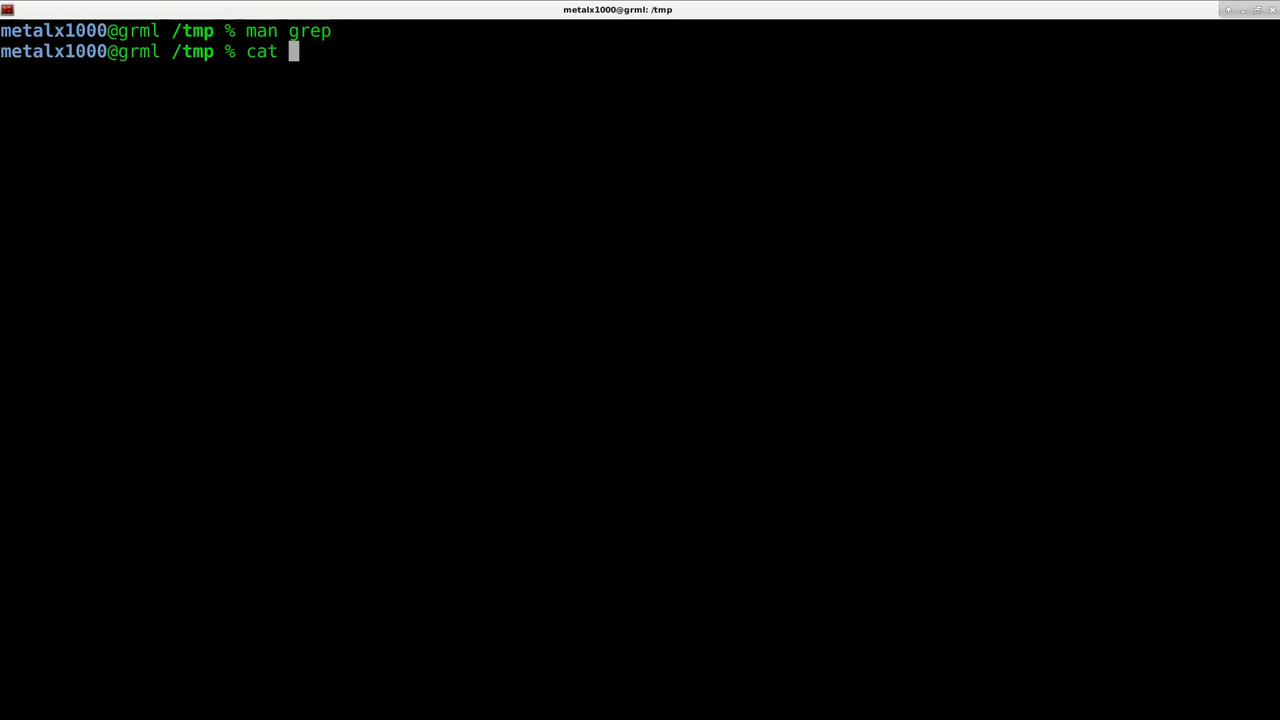 metalx1000@grml: /tmp
metalx1000@grml /tmp % man grep
metalx1000@grml /tmp % cat